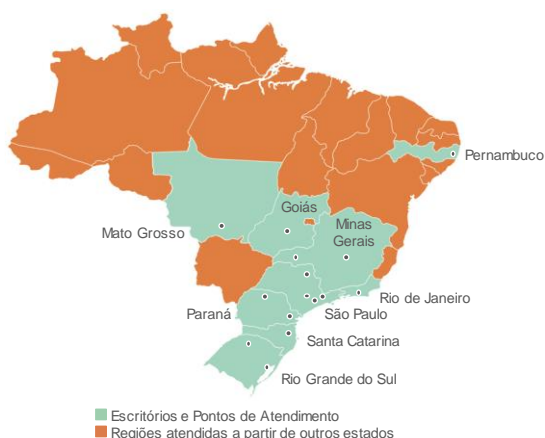 Pernambuco
Goiás
Minas
Gerais
Mato Grosso
Rio de Janeiro
Paraná
São Paulo
Santa Catarina
Rio Grande do Sul
Escritórios e Pontos de Atendimento
Regiões atendidas a partir de outros estados